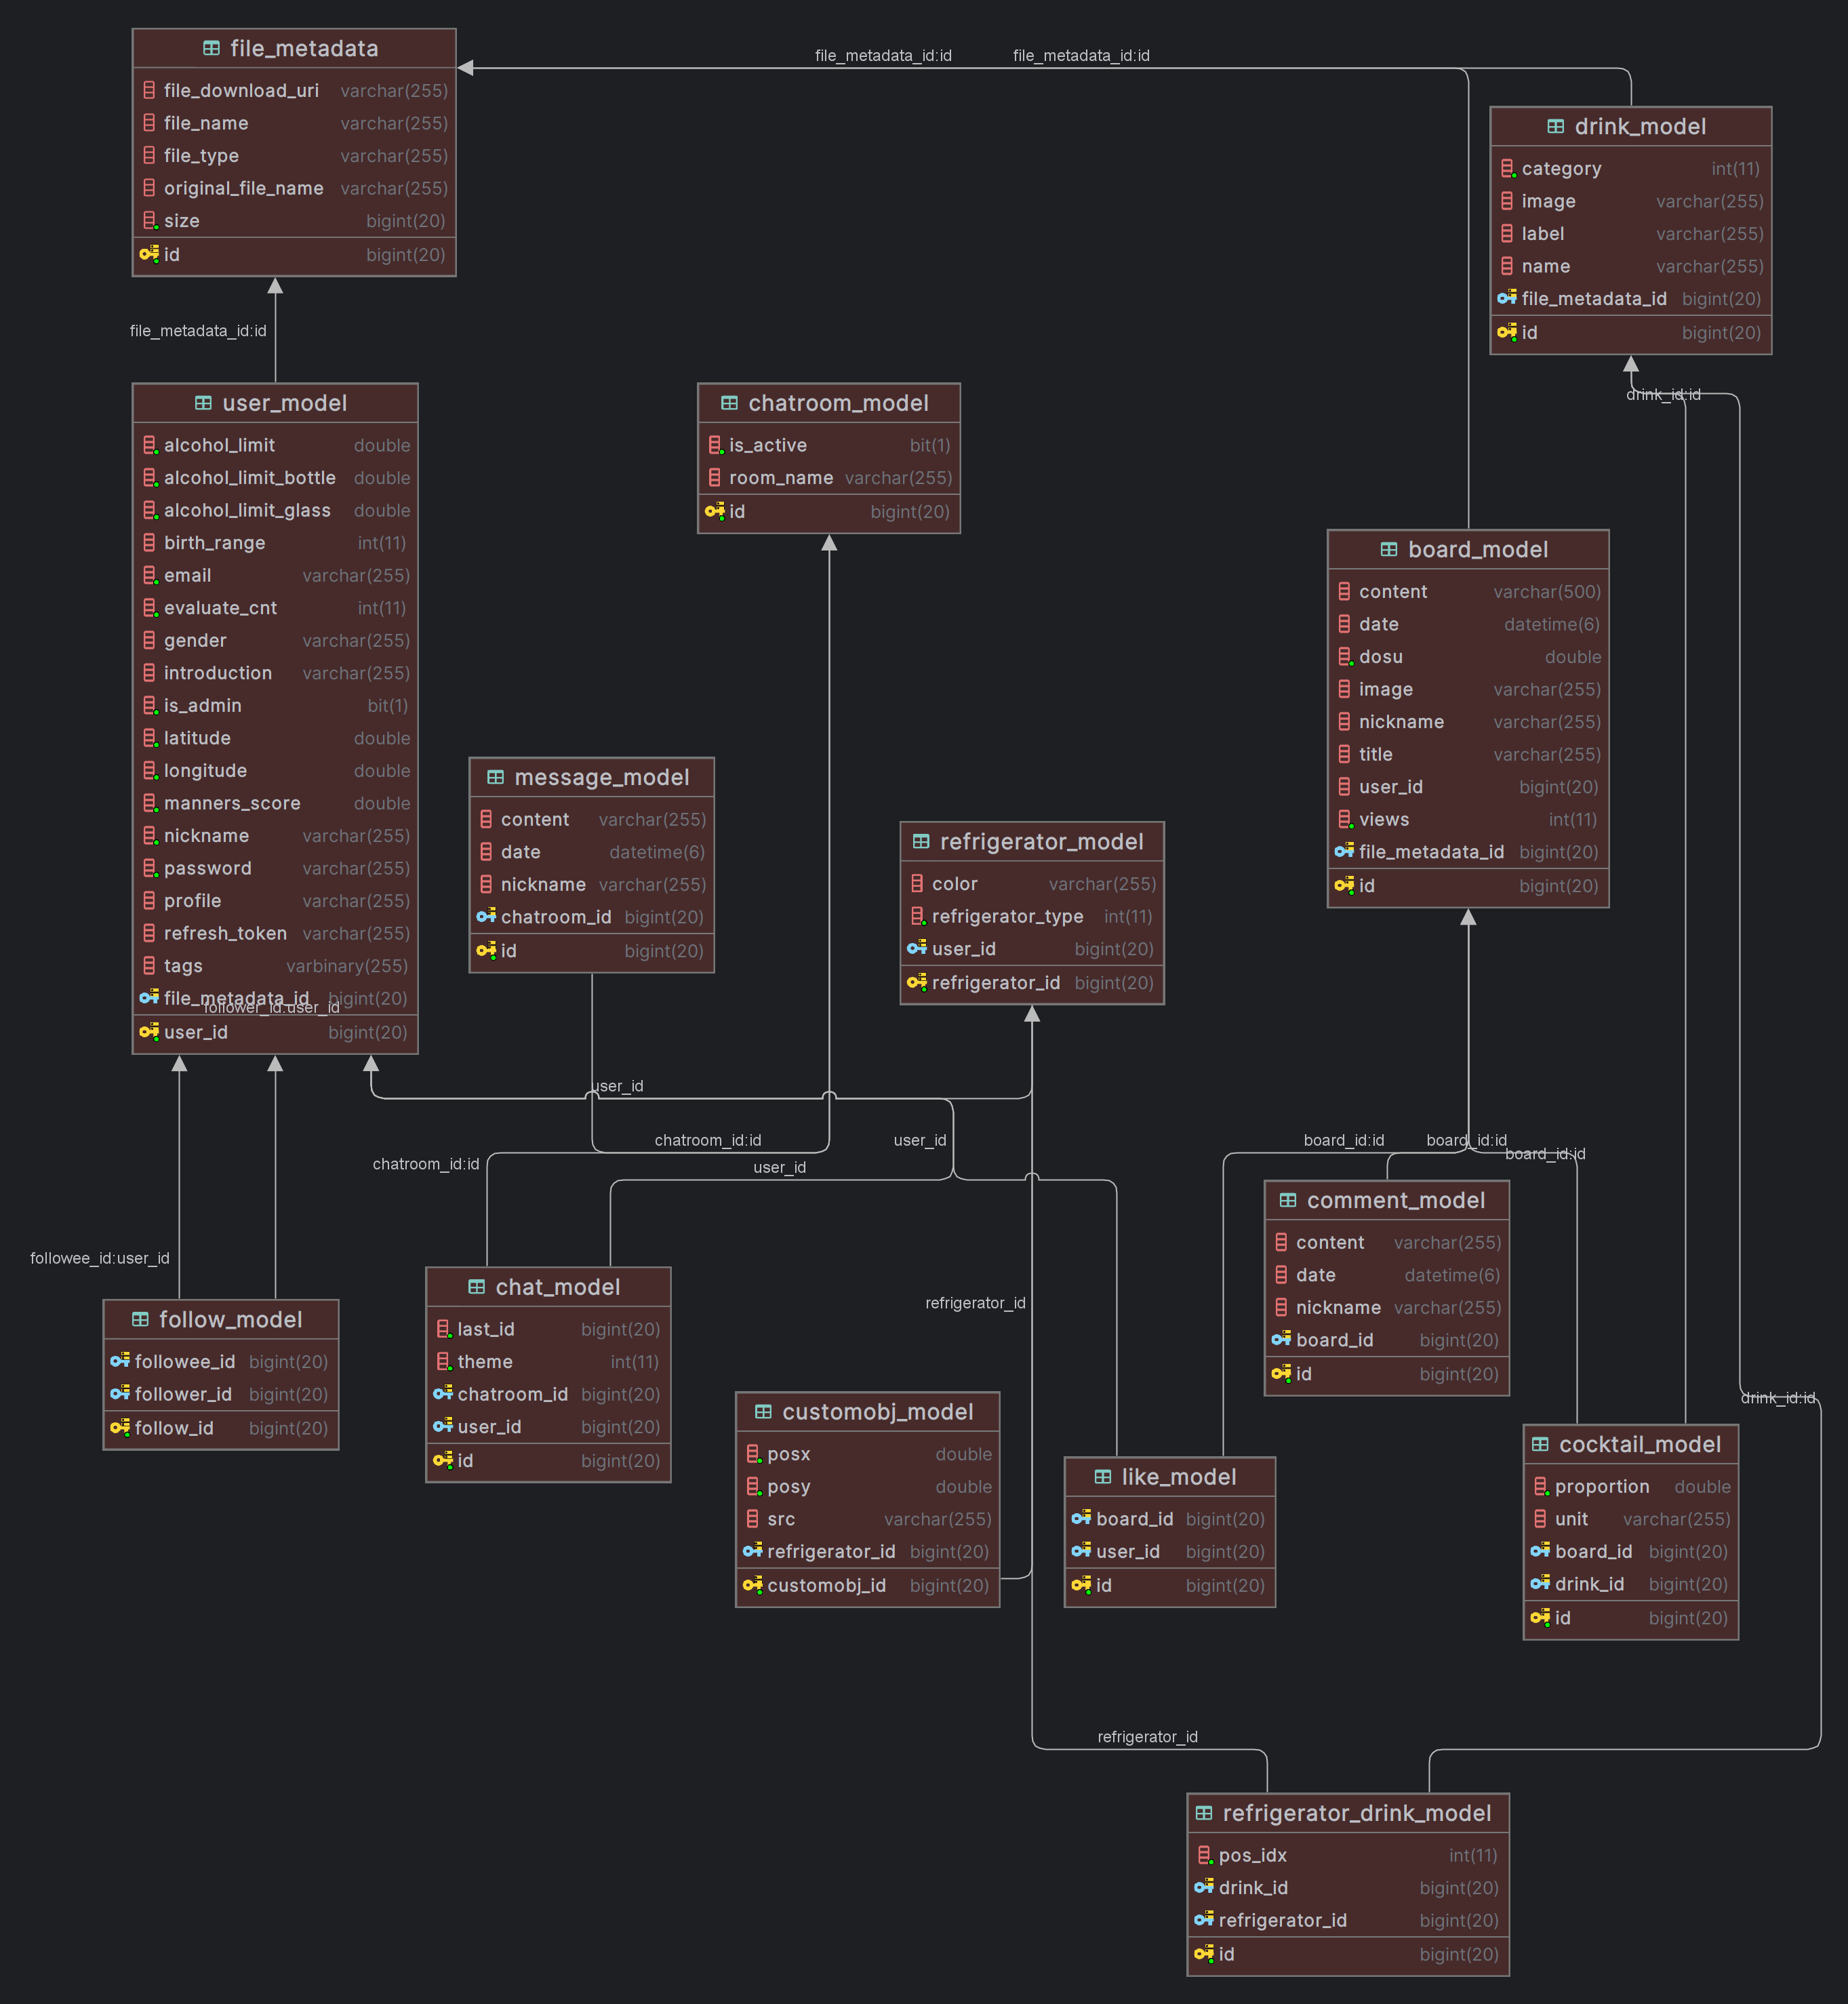 file_metadata
file_download_uri varchar(255)
file_name varchar(255)
file_type varchar(255)
original_file_name varchar(255)
size bigint(20)
id bigint(20)
file_metadata_id:id
file_metadata_id:id
drink_model
category int(11)
image varchar(255)
label varchar(255)
name varchar(255)
file_metadata_id bigint(20)
id bigint(20)
file_metadata_id:id
drink_id:id
user_model
alcohol_limit double
alcohol_limit_bottle double
alcohol_limit_glass double
birth_range int(11)
email varchar(255)
evaluate_cnt int(11)
gender varchar(255)
introduction varchar(255)
is_admin bit(1)
latitude double
longitude double
manners_score double
nickname varchar(255)
password varchar(255)
profile varchar(255)
refresh_token varchar(255)
tags varbinary(255)
file_metadata_id bigint(20)
follower_id:user_id
user_id bigint(20)
chatroom_model
is_active bit(1)
room_name varchar(255)
id bigint(20)
board_model
content varchar(500)
date datetime(6)
dosu double
image varchar(255)
nickname varchar(255)
title varchar(255)
user_id bigint(20)
views int(11)
file_metadata_id bigint(20)
id bigint(20)
message_model
content varchar(255)
date datetime(6)
nickname varchar(255)
chatroom_id bigint(20)
id bigint(20)
refrigerator_model
color varchar(255)
refrigerator_type int(11)
user_id bigint(20)
refrigerator_id bigint(20)
user_id
chatroom_id:id
user_id
chatroom_id:id
user_id
board_id:id
board_id:id
board_id:id
followee_id:user_id
refrigerator_id
comment_model
content varchar(255)
date datetime(6)
nickname varchar(255)
board_id bigint(20)
id bigint(20)
follow_model
followee_id bigint(20)
follower_id bigint(20)
follow_id bigint(20)
chat_model
last_id bigint(20)
theme int(11)
chatroom_id bigint(20)
user_id bigint(20)
id bigint(20)
customobj_model
posx double
posy double
src varchar(255)
refrigerator_id bigint(20)
customobj_id bigint(20)
like_model
board_id bigint(20)
user_id bigint(20)
id bigint(20)
drink_id:id
cocktail_model
proportion double
unit varchar(255)
board_id bigint(20)
drink_id bigint(20)
id bigint(20)
refrigerator_id
refrigerator_drink_model
pos_idx int(11)
drink_id bigint(20)
refrigerator_id bigint(20)
id bigint(20)